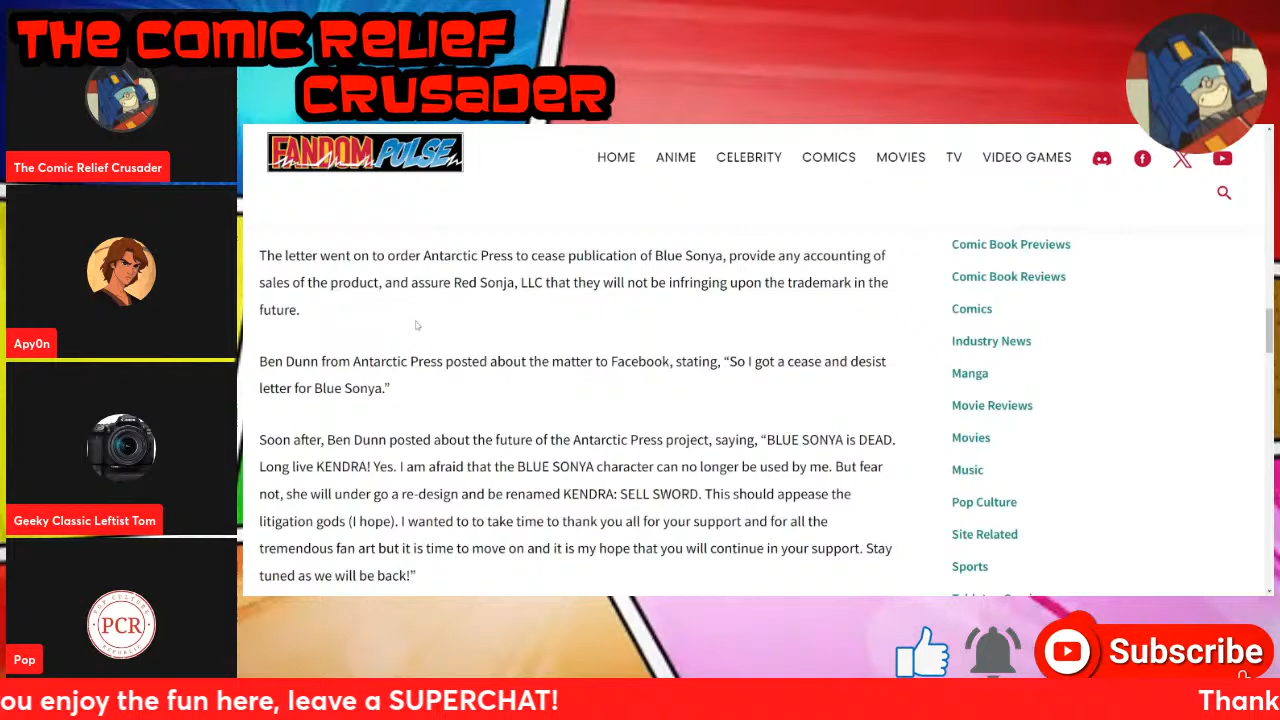 THE COMIC RELIEF
CRUSADER
The Comic Relief Crusader
Apy0n
Canon
Geeky Classic Leftist Tom
POP CULTURE
PCR
REPUBLIC
Pop
FANDOM PULSE
HOME ANIME CELEBRITY COMICS MOVIES TV VIDEO GAMES
The letter went on to order Antarctic Press to cease publication of Blue Sonya, provide any accounting of
sales of the product, and assure Red Sonja, LLC that they will not be infringing upon the trademark in the
future.
Ben Dunn from Antarctic Press posted about the matter to Facebook, stating, “So I got a cease and desist
letter for Blue Sonya.”
Soon after, Ben Dunn posted about the future of the Antarctic Press project, saying, “BLUE SONYA is DEAD.
Long live KENDRA! Yes. I am afraid that the BLUE SONYA character can no longer be used by me. But fear
not, she will under go a re-design and be renamed KENDRA: SELL SWORD. This should appease the
litigation gods (I hope). I wanted to to take time to thank you all for your support and for all the
tremendous fan art but it is time to move on and it is my hope that you will continue in your support. Stay
tuned as we will be back!”
Comic Book Previews
Comic Book Reviews
Comics
Industry News
Manga
Movie Reviews
Movies
Music
Pop Culture
Site Related
Sports
Subscribe
ou enjoy the fun here, leave a SUPERCHAT! Thank